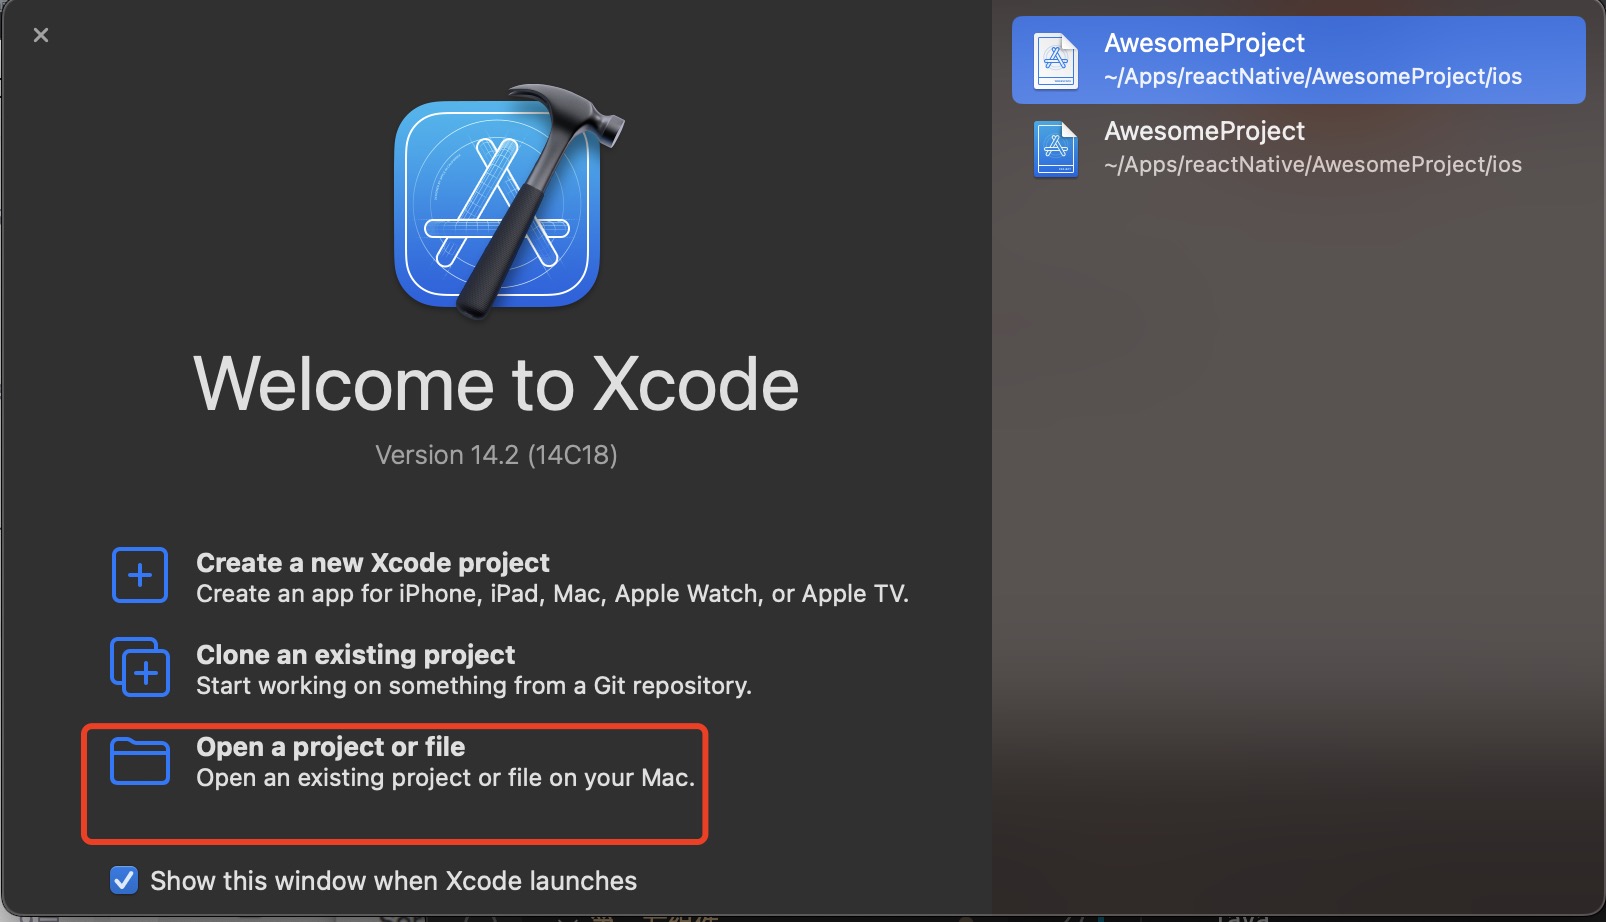 Welcome to Xcode
Version 14.2 (14C18)
Create a new Xcode project
Create an app for iPhone, iPad, Mac, Apple Watch, or Apple TV.
Clone an existing project
Start working on something from a Git repository.
Open a project or file
Open an existing project or file on your Mac.
Show this window when Xcode launches
AwesomeProject
~/Apps/reactNative/AwesomeProject/ios
AwesomeProject
~/Apps/reactNative/AwesomeProject/ios